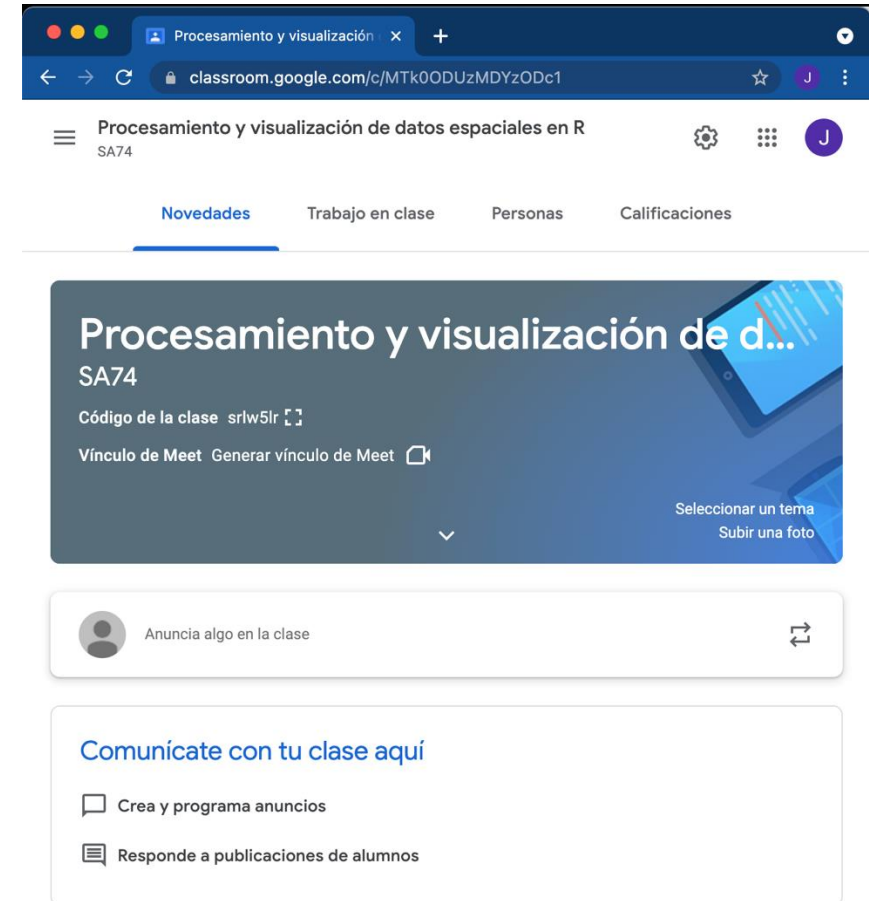 Procesamiento y visualización
classroom.google.com/c/MTk0ODUzMDYzODc1
J
Procesamiento y visualización de datos espaciales en R
SA74
J
Novedades Trabajo en clase Personas Calificaciones
Procesamiento y visualización de d...
SA74
Código de la clase srlw5lr
Vínculo de Meet Generar vínculo de Meet
Seleccionar un tema
Subir una foto
Anuncia algo en la clase
Comunícate con tu clase aquí
Crea y programa anuncios
Responde a publicaciones de alumnos